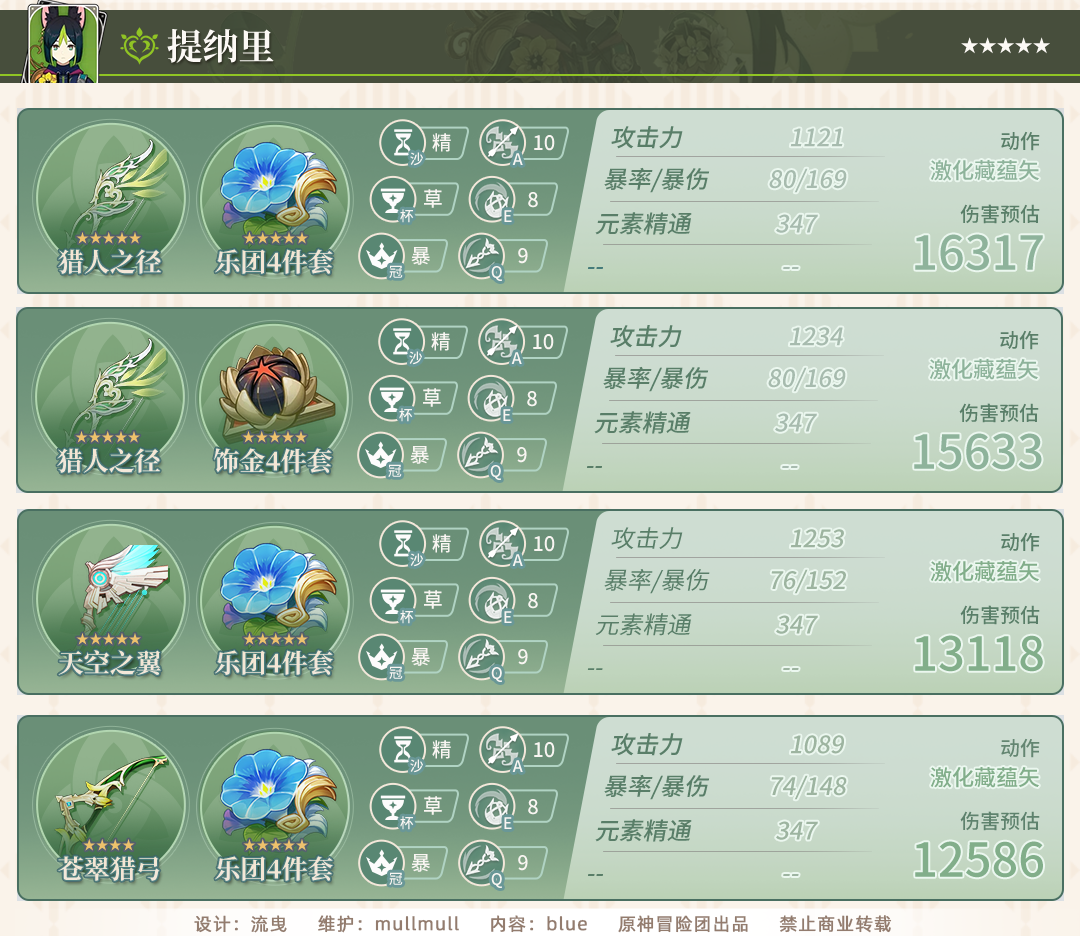 提纳里 ★★★★★
精 10
沙 A
攻击力 1121
动作
草 8
杯 E
暴率/暴伤 80/169
激化藏蕴矢
★★★★★ ★★★★★
猎人之径 乐团4件套
暴 9
冠 Q
元素精通 347
伤害预估
-- --
16317
精 10
沙 A
攻击力 1234
动作
草 8
杯 E
暴率/暴伤 80/169
激化藏蕴矢
★★★★★ ★★★★★
猎人之径 饰金4件套
暴 9
冠 Q
元素精通 347
伤害预估
-- --
15633
精 10
沙 A
攻击力 1253
动作
草 8
杯 E
暴率/暴伤 76/152
激化藏蕴矢
★★★★★ ★★★★★
天空之翼 乐团4件套
暴 9
冠 Q
元素精通 347
伤害预估
-- --
13118
精 10
沙 A
攻击力 1089
动作
草 8
杯 E
暴率/暴伤 74/148
激化藏蕴矢
★★★★ ★★★★★
苍翠猎弓 乐团4件套
暴 9
冠 Q
元素精通 347
伤害预估
-- --
12586
设计：流曳 维护：mullmull 内容：blue 原神冒险团出品 禁止商业转载